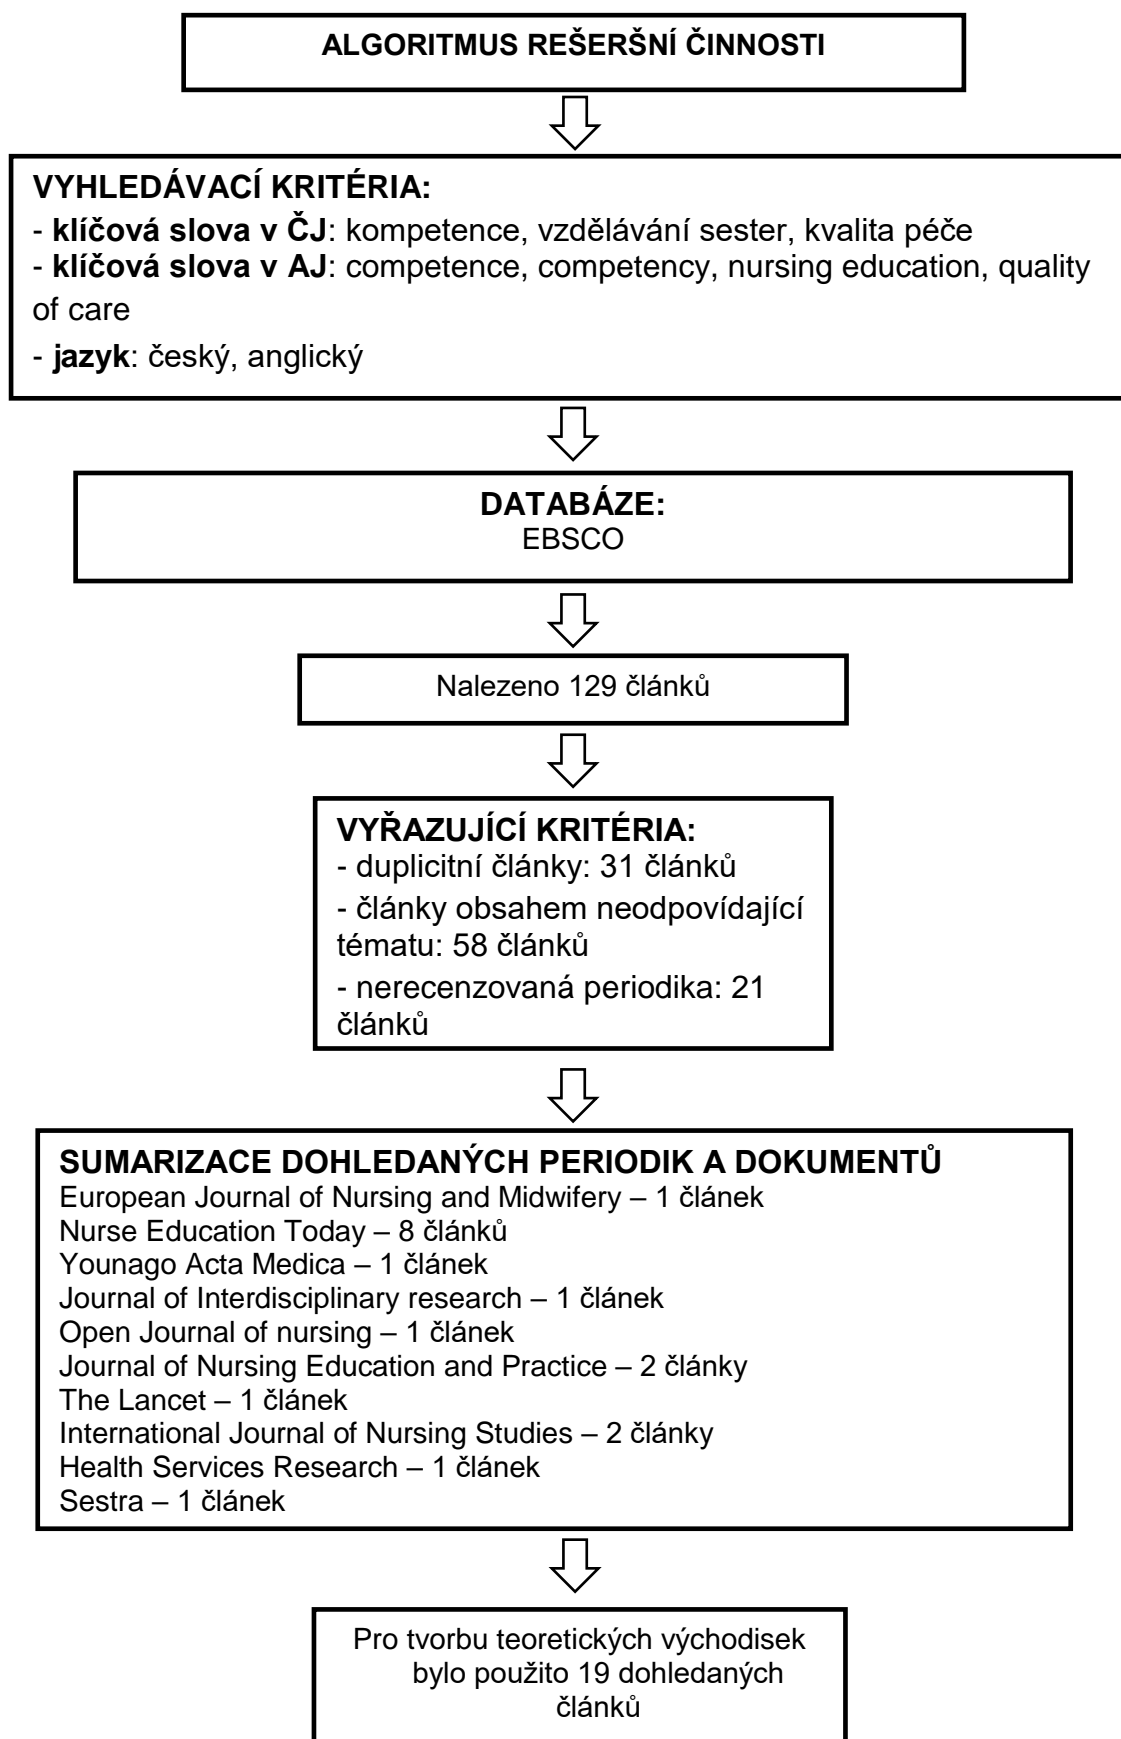 ALGORITMUS REŠERŠNÍ ČINNOSTI
VYHLEDÁVACÍ KRITÉRIA:
- klíčová slova v ČJ: kompetence, vzdělávání sester, kvalita péče
- klíčová slova v AJ: competence, competency, nursing education, quality
of care
- jazyk: český, anglický
DATABÁZE:
EBSCO
Nalezeno 129 článků
VYŘAZUJÍCÍ KRITÉRIA:
- duplicitní články: 31 článků
- články obsahem neodpovídající
tématu: 58 článků
- nerecenzovaná periodika: 21
článků
SUMARIZACE DOHLEDANÝCH PERIODIK A DOKUMENTŮ
European Journal of Nursing and Midwifery – 1 článek
Nurse Education Today – 8 článků
Younago Acta Medica – 1 článek
Journal of Interdisciplinary research – 1 článek
Open Journal of nursing – 1 článek
Journal of Nursing Education and Practice – 2 články
The Lancet – 1 článek
International Journal of Nursing Studies – 2 články
Health Services Research – 1 článek
Sestra – 1 článek
Pro tvorbu teoretických východisek
bylo použito 19 dohledaných
článků